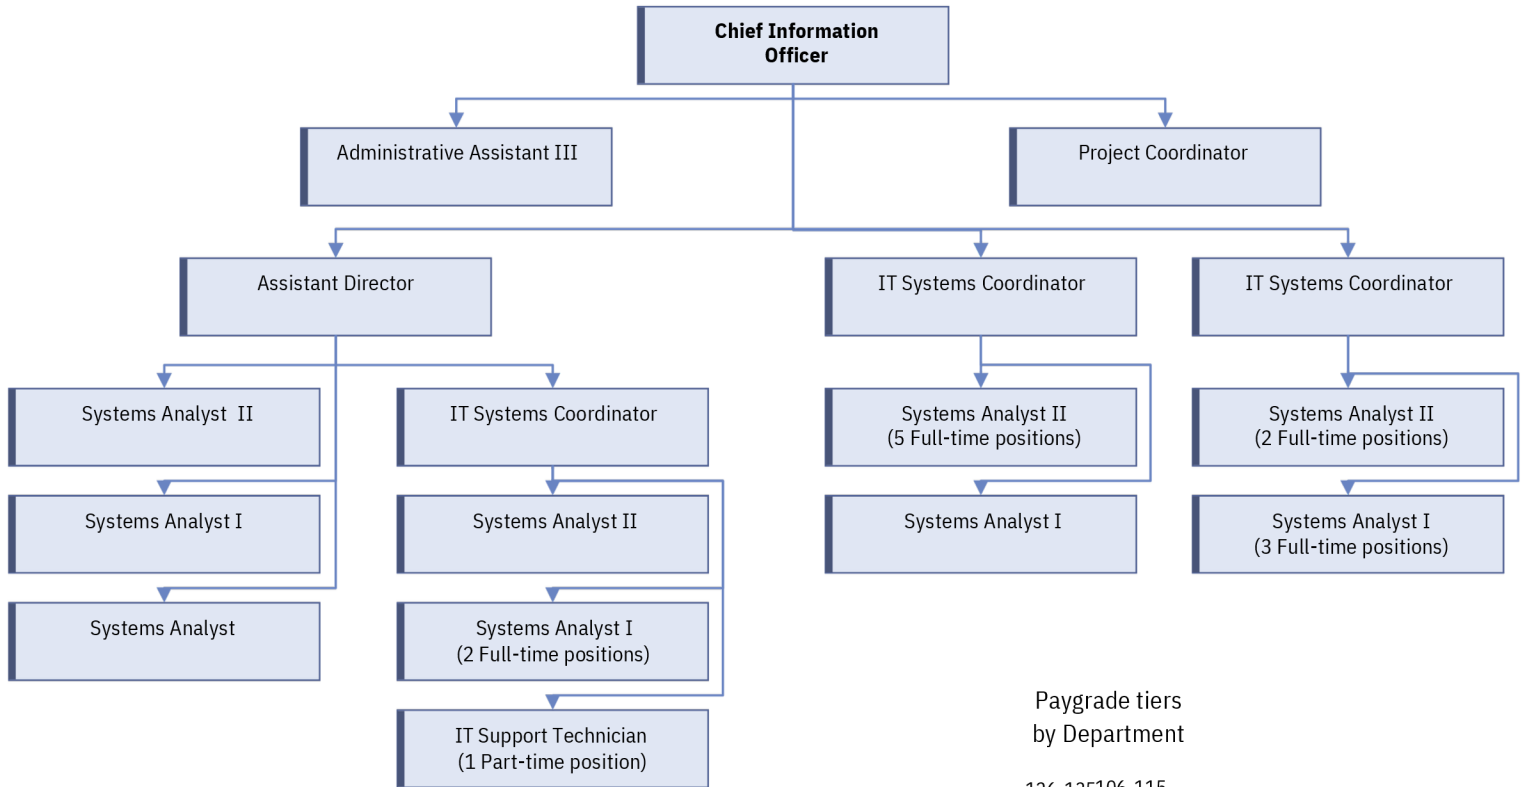 Chief Information
Officer
Administrative Assistant III
Project Coordinator
Assistant Director
IT Systems Coordinator
IT Systems Coordinator
Systems Analyst  II
IT Systems Coordinator
Systems Analyst II
(5 Full-time positions)
Systems Analyst II
(2 Full-time positions)
Systems Analyst I
Systems Analyst II
Systems Analyst I
Systems Analyst I
(3 Full-time positions)
Systems Analyst
Systems Analyst I
(2 Full-time positions)
IT Support Technician
(1 Part-time position)
Paygrade tiers
by Department